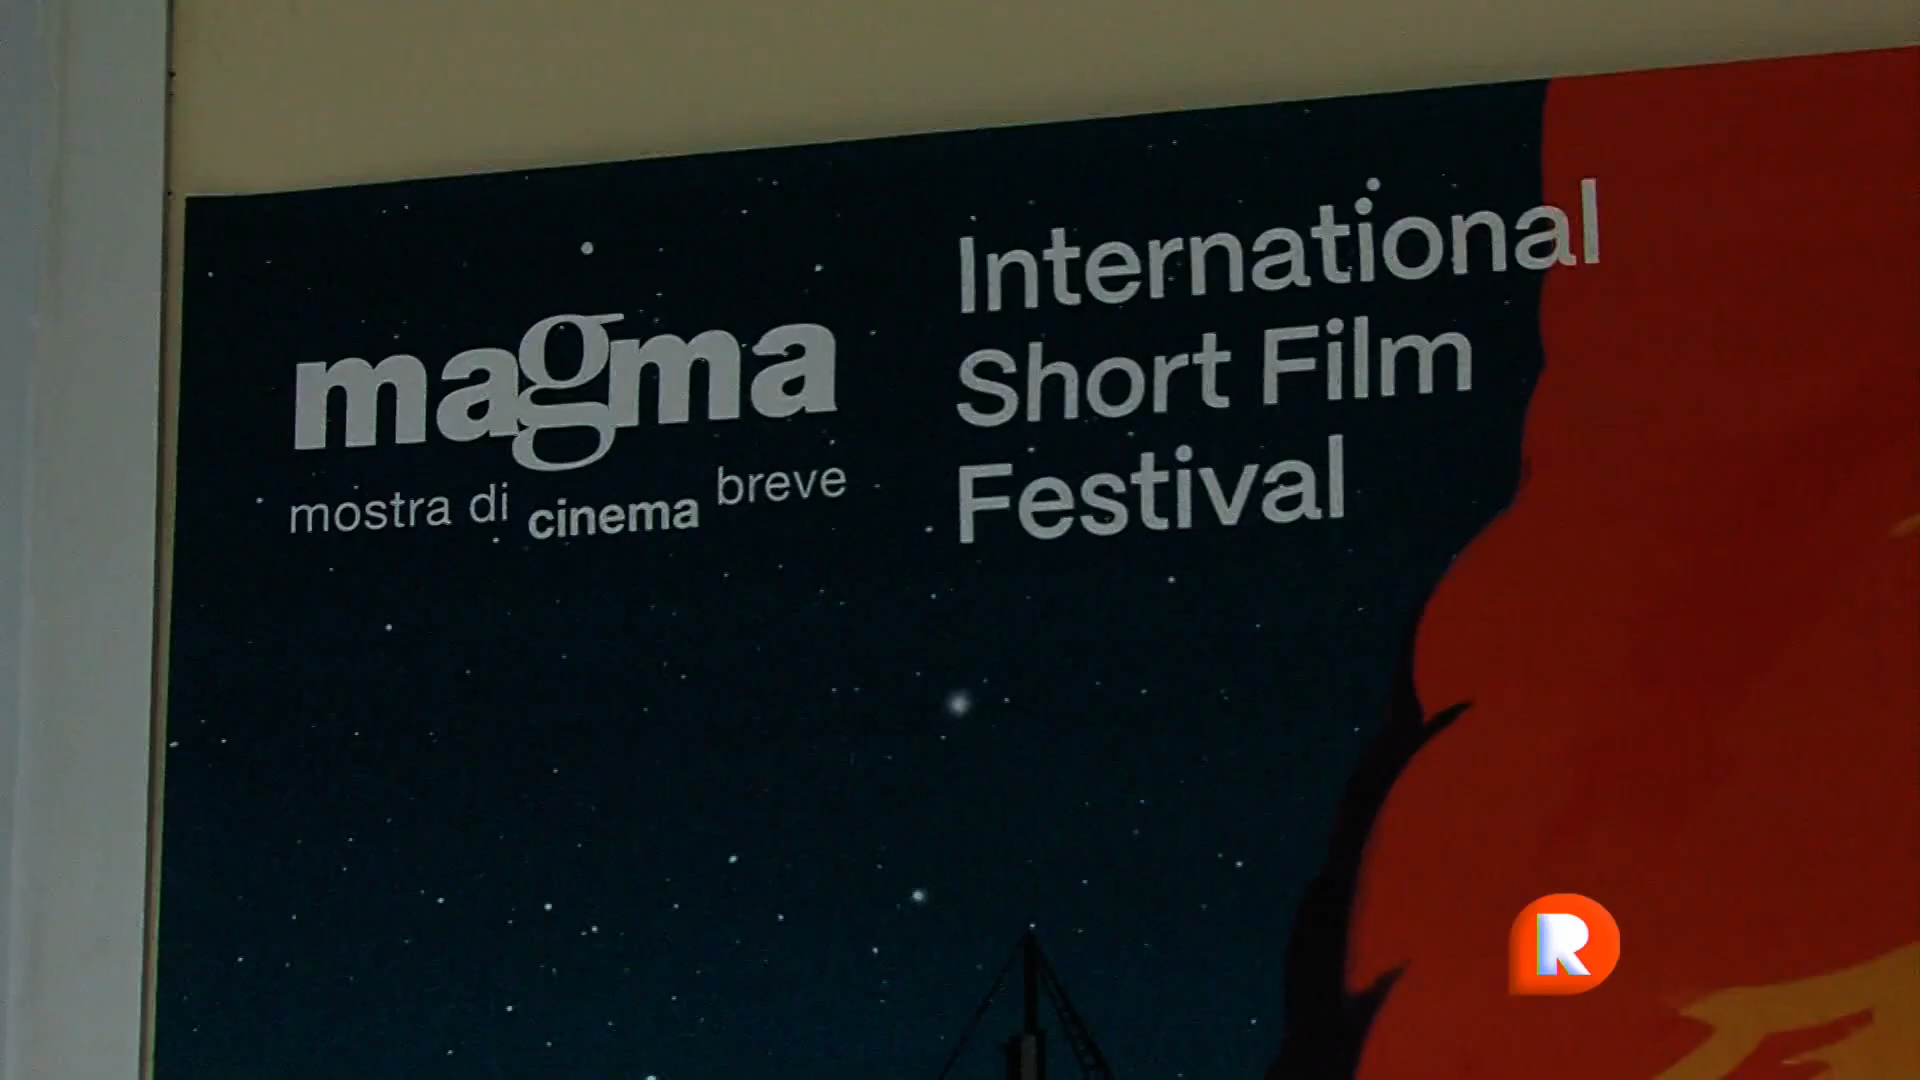 magma
mostra di cinema breve
International
Short Film
Festival
R